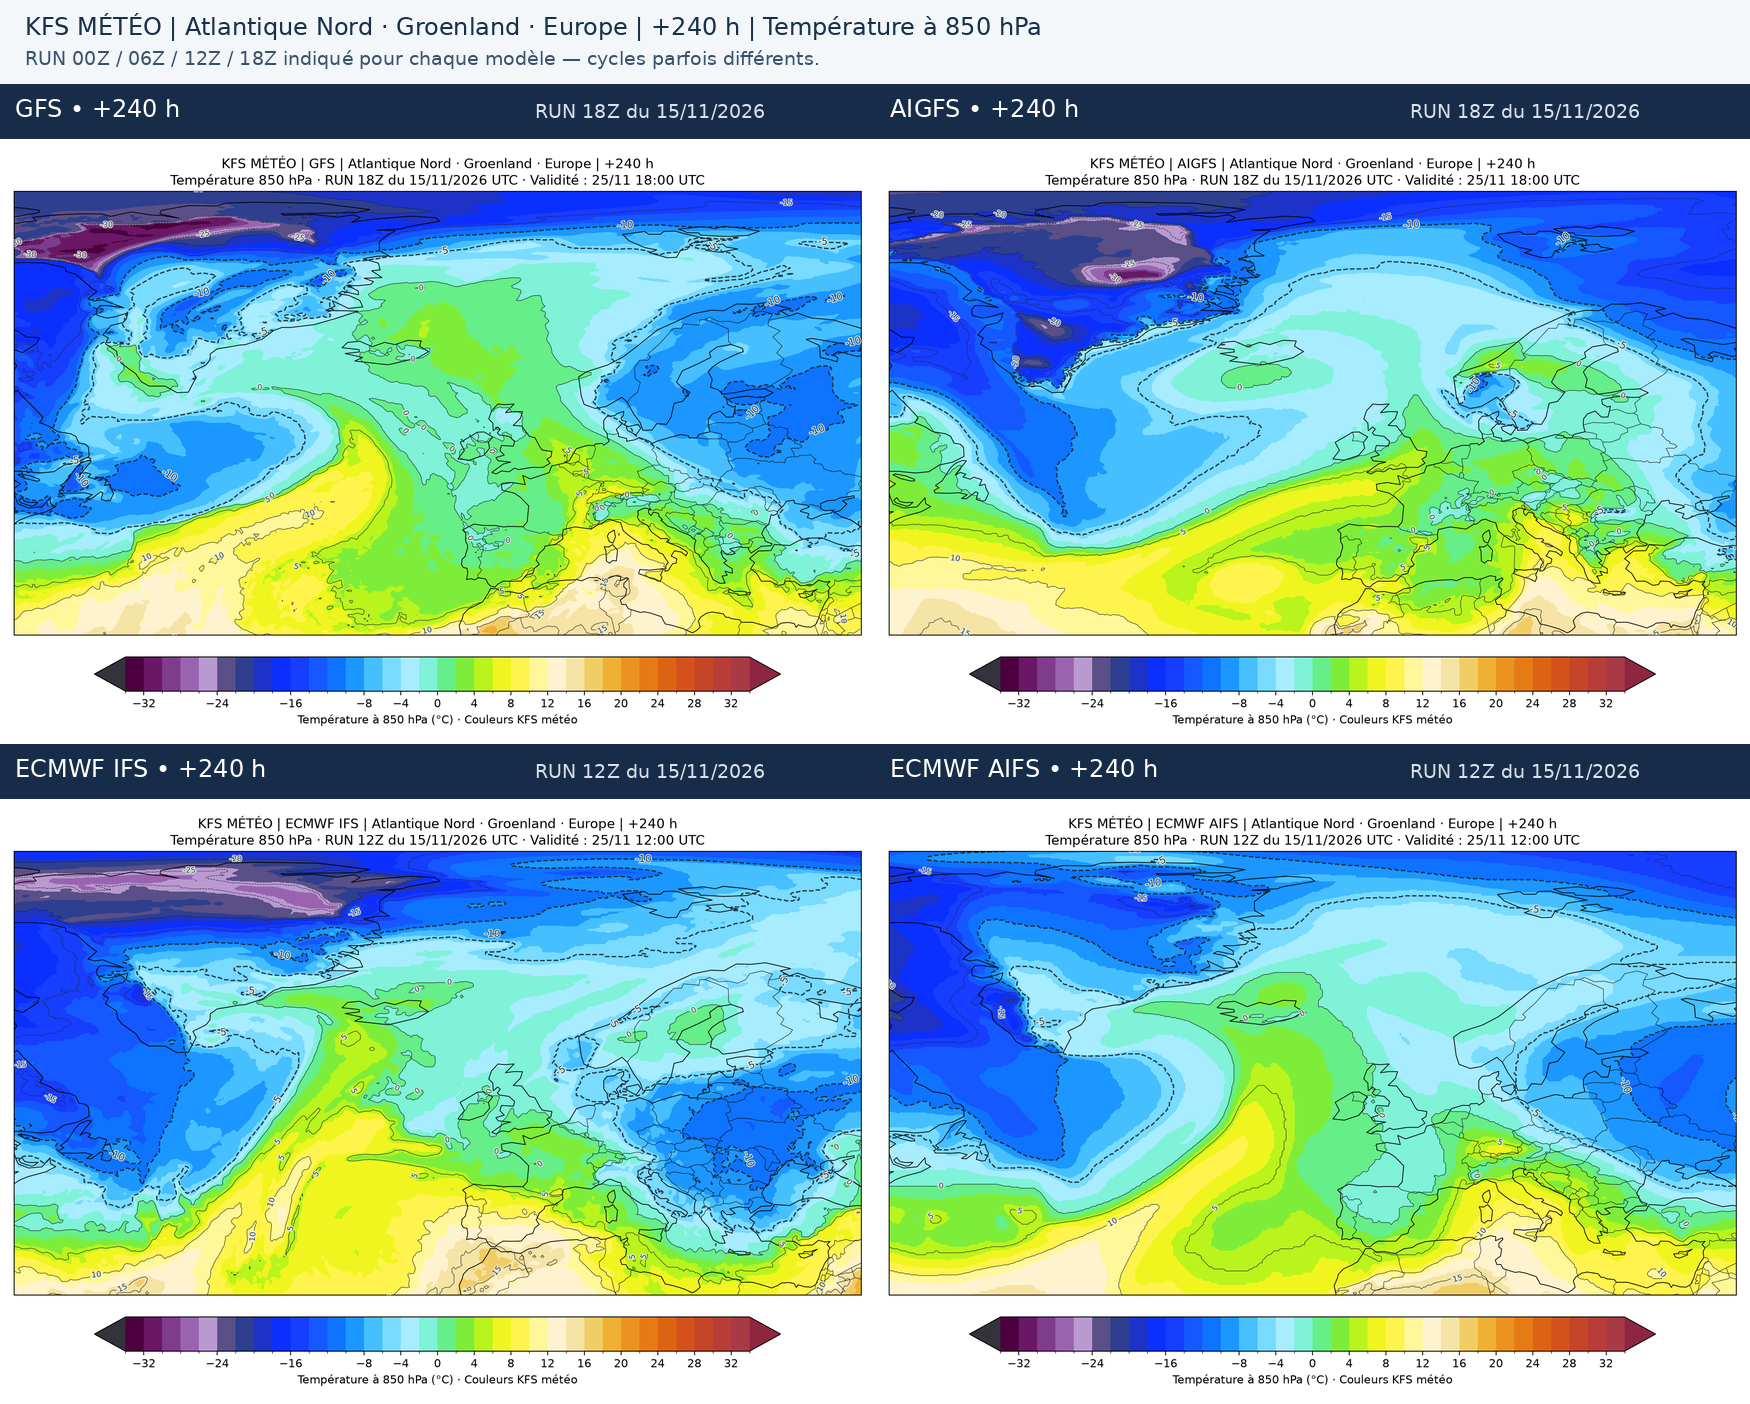 KFS MÉTÉO | Atlantique Nord · Groenland · Europe | +240 h | Température à 850 hPa
RUN 00Z / 06Z / 12Z / 18Z indiqué pour chaque modèle — cycles parfois différents.
GFS • +240 h
RUN 18Z du 15/11/2026
AIGFS • +240 h
RUN 18Z du 15/11/2026
KFS MÉTÉO | GFS | Atlantique Nord · Groenland · Europe | +240 h
Température 850 hPa · RUN 18Z du 15/11/2026 UTC · Validité : 25/11 18:00 UTC
KFS MÉTÉO | AIGFS | Atlantique Nord · Groenland · Europe | +240 h
Température 850 hPa · RUN 18Z du 15/11/2026 UTC · Validité : 25/11 18:00 UTC
−32 −24 −16 −8 −4 0 4 8 12 16 20 24 28 32
Température à 850 hPa (°C) · Couleurs KFS météo
−32 −24 −16 −8 −4 0 4 8 12 16 20 24 28 32
Température à 850 hPa (°C) · Couleurs KFS météo
ECMWF IFS • +240 h
RUN 12Z du 15/11/2026
ECMWF AIFS • +240 h
RUN 12Z du 15/11/2026
KFS MÉTÉO | ECMWF IFS | Atlantique Nord · Groenland · Europe | +240 h
Température 850 hPa · RUN 12Z du 15/11/2026 UTC · Validité : 25/11 12:00 UTC
KFS MÉTÉO | ECMWF AIFS | Atlantique Nord · Groenland · Europe | +240 h
Température 850 hPa · RUN 12Z du 15/11/2026 UTC · Validité : 25/11 12:00 UTC
−32 −24 −16 −8 −4 0 4 8 12 16 20 24 28 32
Température à 850 hPa (°C) · Couleurs KFS météo
−32 −24 −16 −8 −4 0 4 8 12 16 20 24 28 32
Température à 850 hPa (°C) · Couleurs KFS météo